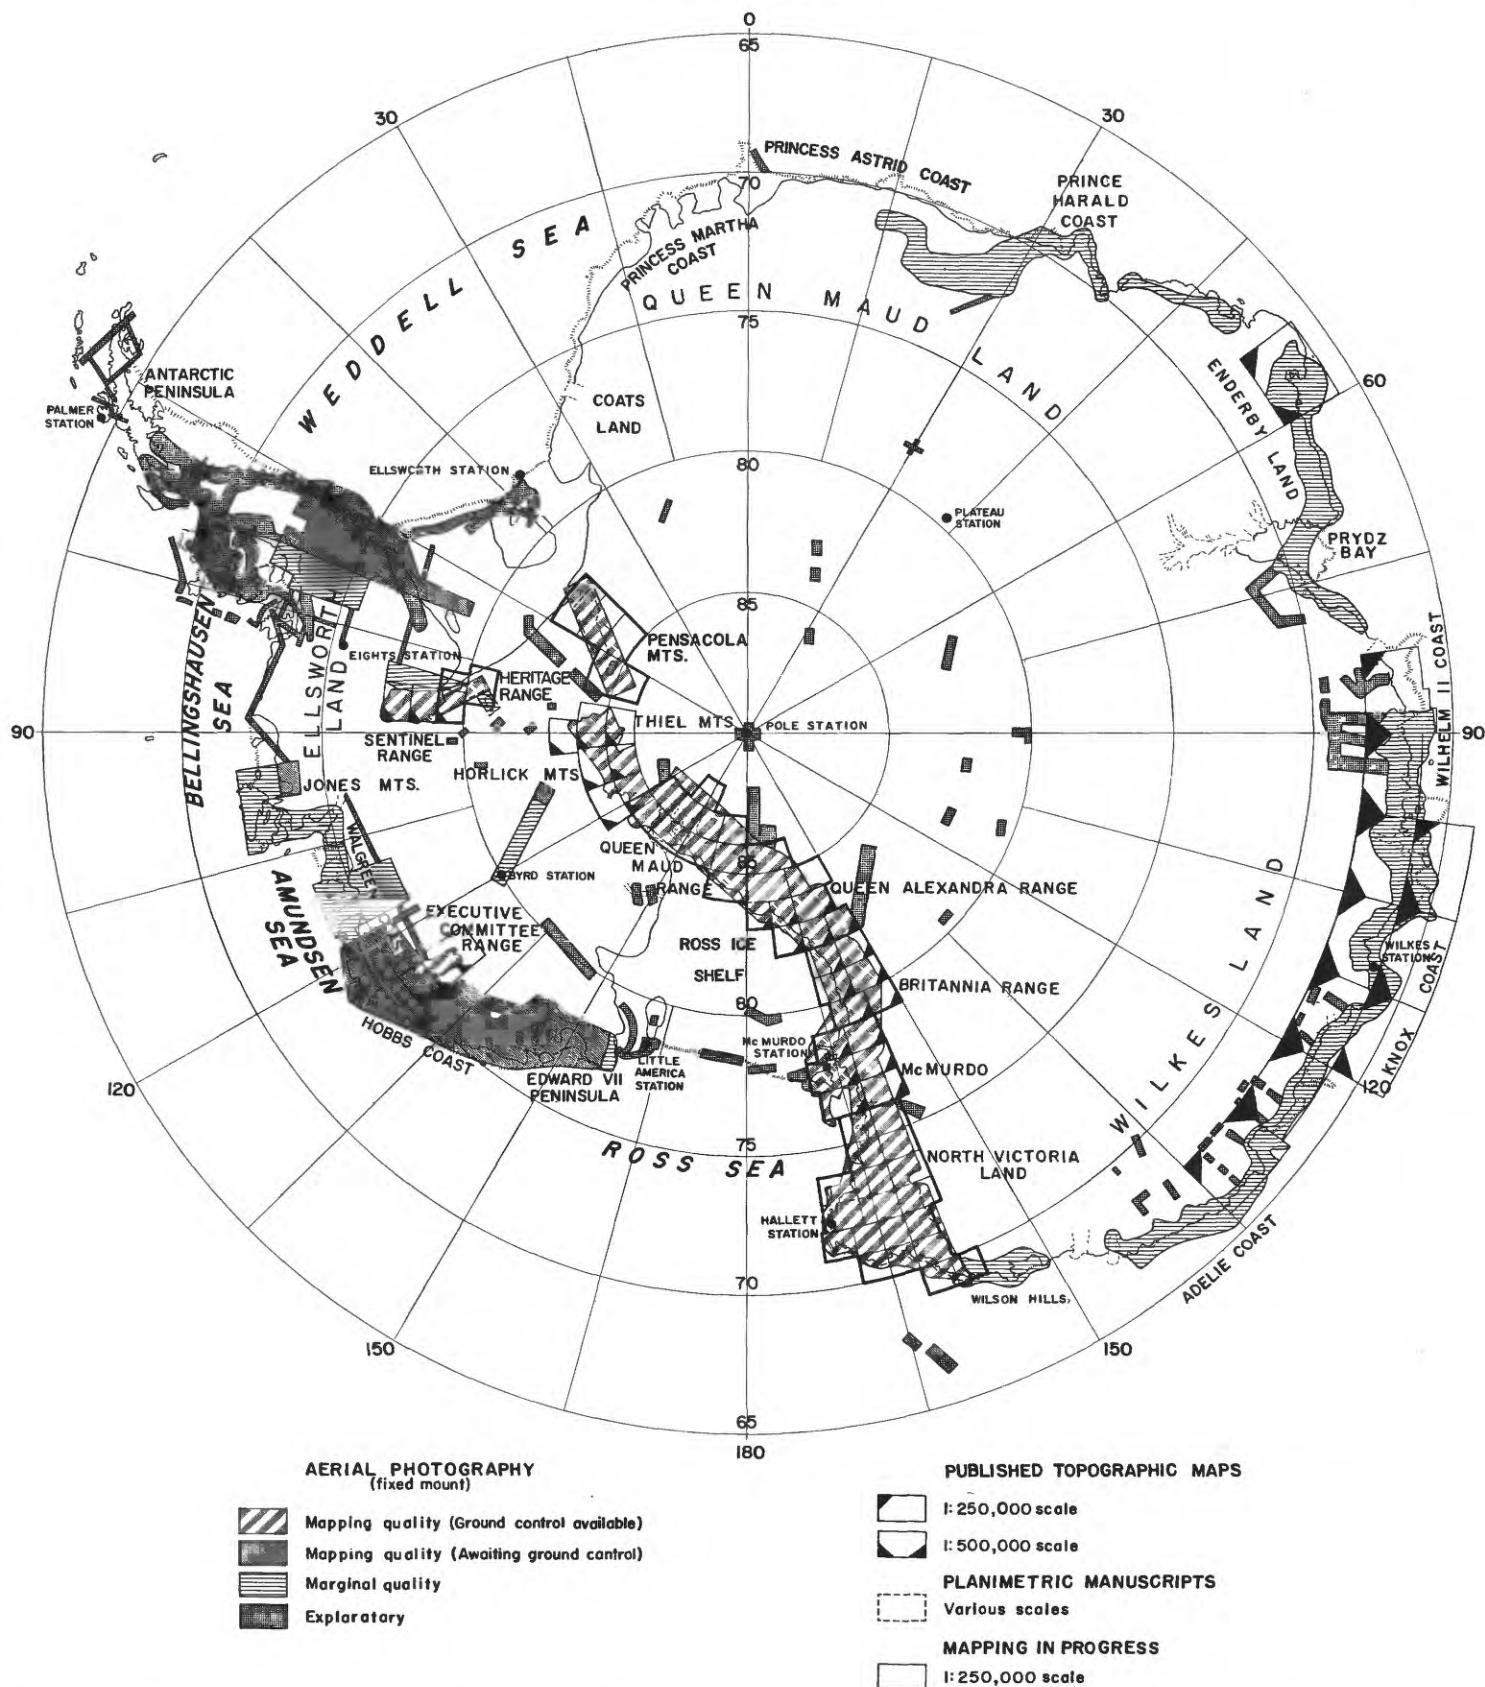 0
65
30
30
PRINCESS ASTRID COAST
70
PRINCE
HARALD
COAST
WEDDELL SEA
PRINCESS MARTHA
COAST
QUEEN MAUD LAND
75
ANTARCTIC
PENINSULA
PALMER
STATION
COATS
LAND
60
ENDERBY LAND
ELLSWORTH STATION
80
PLATEAU
STATION
PRYDZ
BAY
85
PENSACOLA
MTS.
ELLSWORTH
LAND
EIGHTS STATION
HERITAGE
RANGE
BELLINGSHAUSEN
SEA
WILHELM II COAST
THIEL MTS.
POLE STATION
90
90
SENTINEL
RANGE
HORLICK MTS
JONES MTS.
WALGREEN
QUEEN
MAUD
RANGE
85
BYRD STATION
QUEEN ALEXANDRA RANGE
AMUNDSEN
SEA
EXECUTIVE
COMMITTEE
RANGE
ROSS ICE
SHELF
WILKES
STATION
KNOX COAST
BRITANNIA RANGE
80
HOBBS COAST
McMURDO
STATION
LITTLE
AMERICA
STATION
McMURDO
EDWARD VII
PENINSULA
WILKES LAND
120
120
75
ROSS SEA
NORTH VICTORIA
LAND
HALLETT
STATION
ADELIE COAST
70
WILSON HILLS
150
150
65
180
AERIAL PHOTOGRAPHY
(fixed mount)
Mapping quality (Ground control available)
Mapping quality (Awaiting ground cantrol)
Marginal quality
Explaratary
PUBLISHED TOPOGRAPHIC MAPS
1:250,000 scale
1:500,000 scale
PLANIMETRIC MANUSCRIPTS
Various scales
MAPPING IN PROGRESS
1:250,000 scale